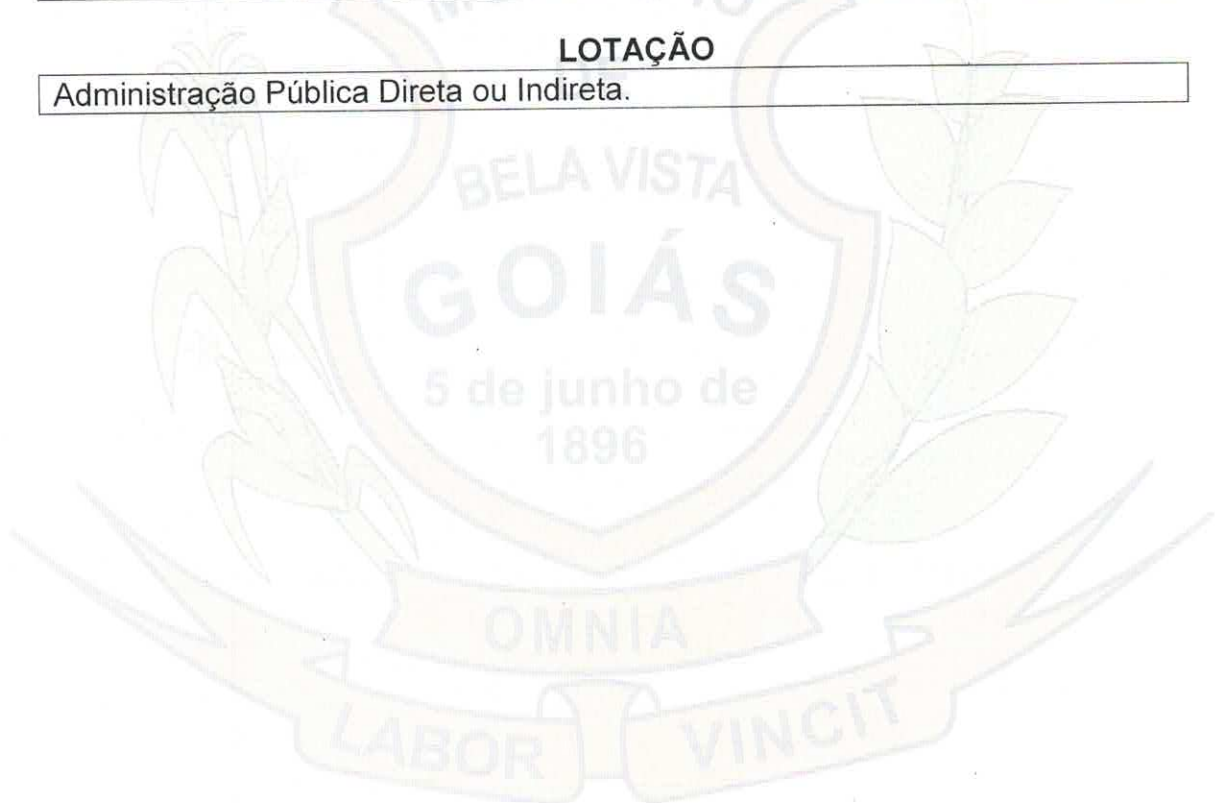 LOTAÇÃO
Administração Pública Direta ou Indireta.
BELA VISTA
GOIÁS
5 de junho de
1896
OMNIA
LABOR VINCIT